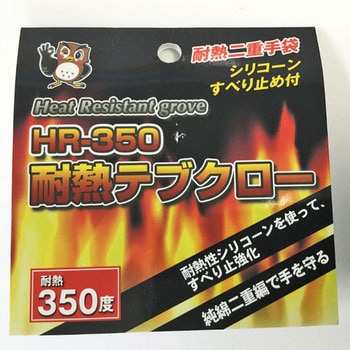 耐熱二重手袋
シリコーン
すべり止め付
Heat Resistant grove
HR-350
耐熱テブクロー
耐熱性シリコーンを使って、
すべり止強化
純綿二重編で手を守る
耐熱
350度